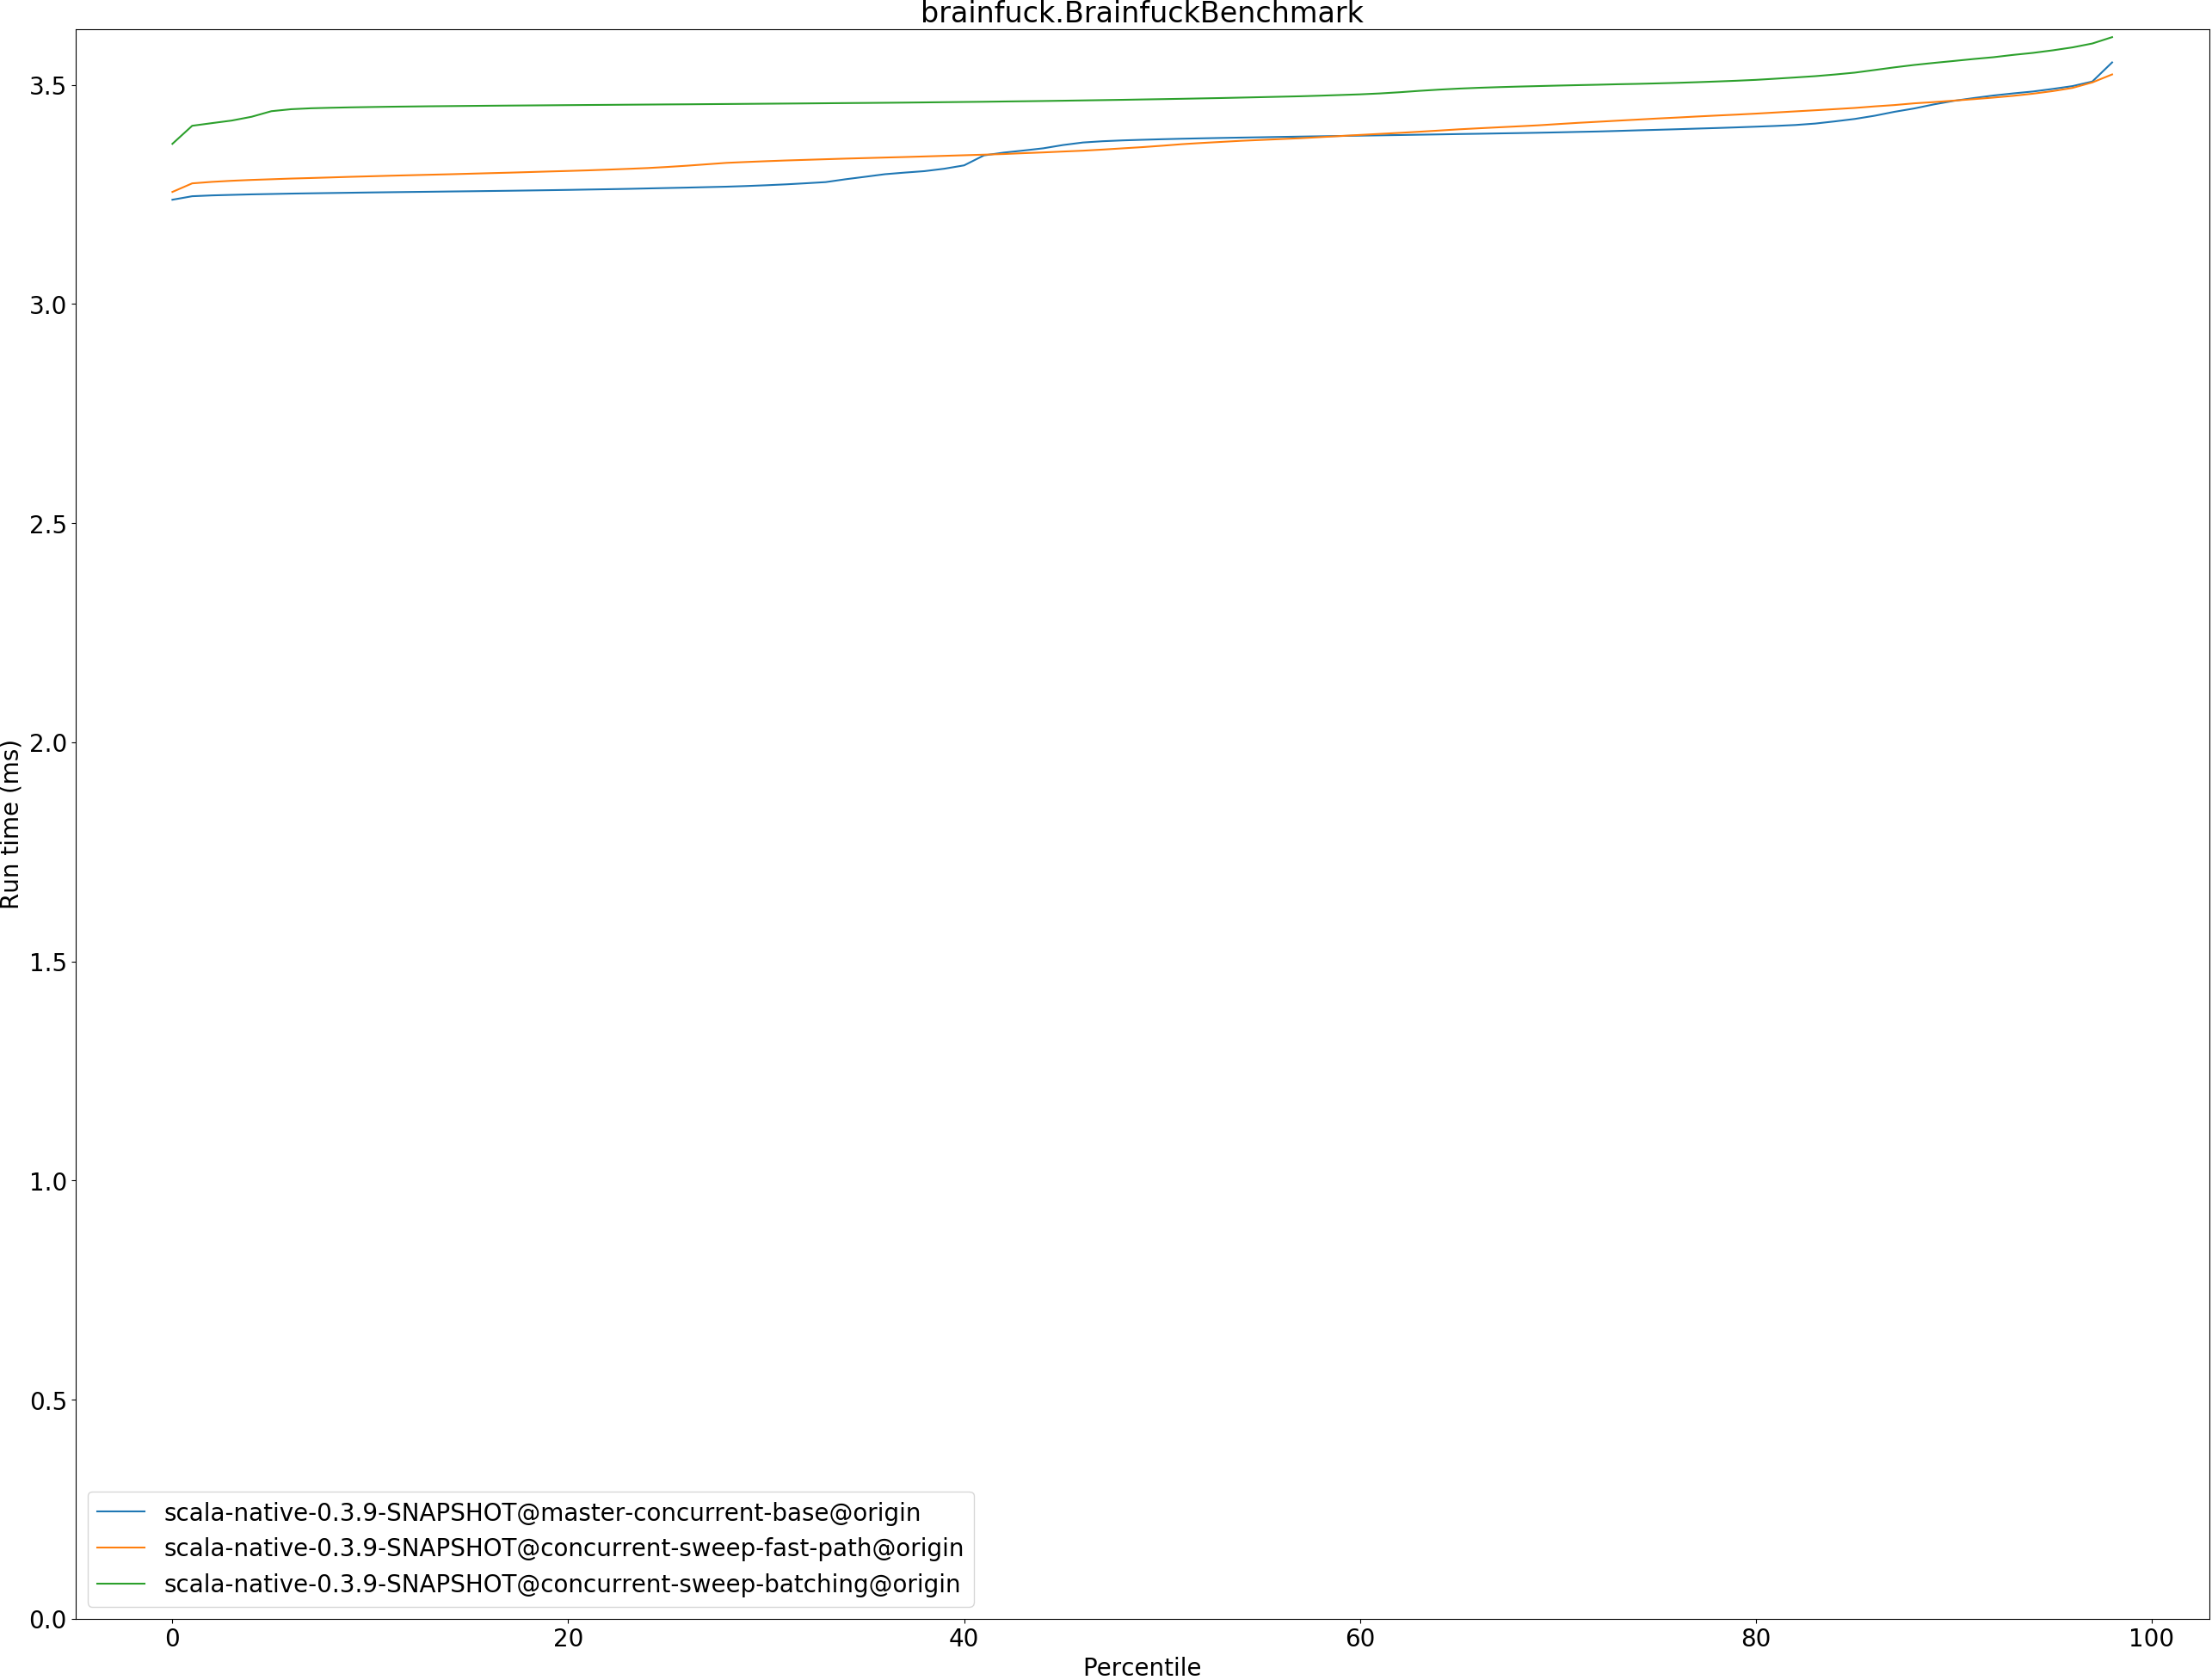 brainfuck.BrainfuckBenchmark
Run time (ms)
3.5
3.0
2.5
2.0
1.5
1.0
0.5
0.0
scala-native-0.3.9-SNAPSHOT@master-concurrent-base@origin
scala-native-0.3.9-SNAPSHOT@concurrent-sweep-fast-path@origin
scala-native-0.3.9-SNAPSHOT@concurrent-sweep-batching@origin
0 20 40 60 80 100
Percentile